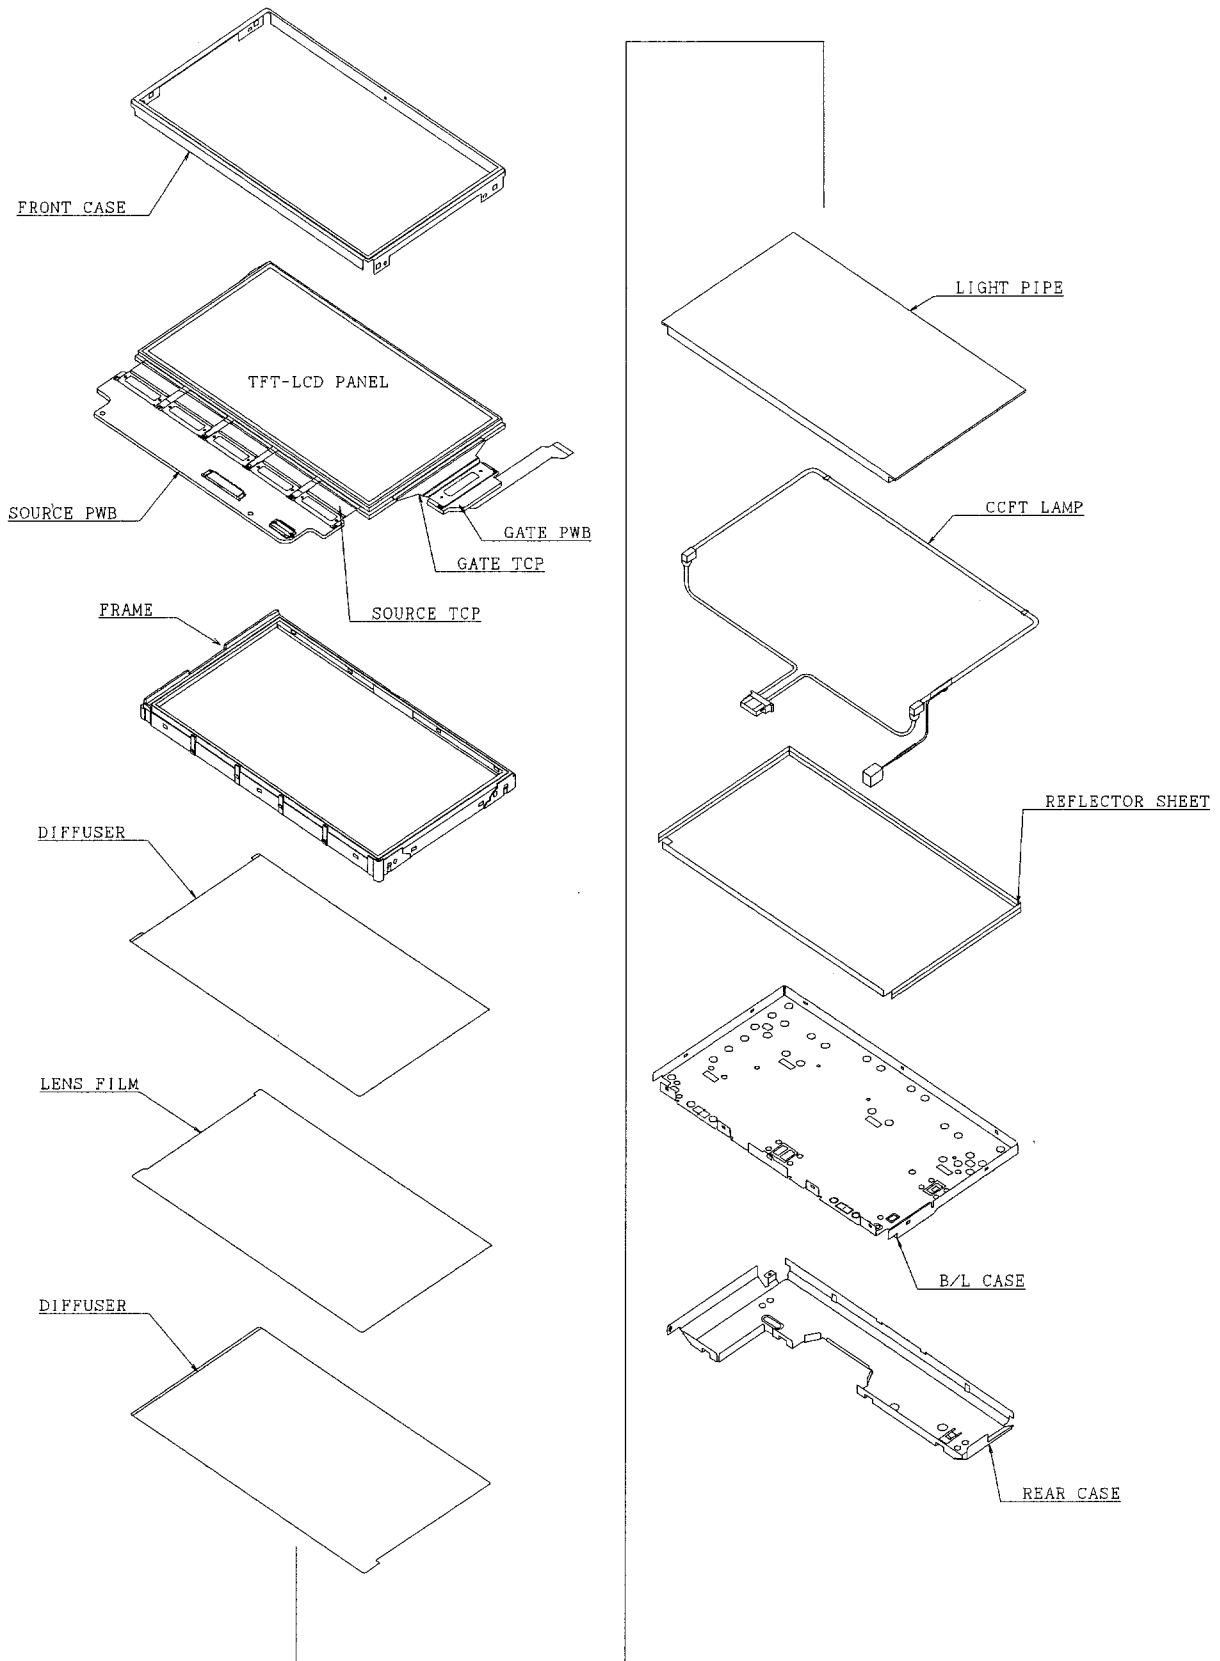 FRONT CASE
TFT-LCD PANEL
SOURCE PWB
GATE PWB
GATE TCP
SOURCE TCP
FRAME
DIFFUSER
LENS FILM
DIFFUSER
LIGHT PIPE
CCFT LAMP
REFLECTOR SHEET
B/L CASE
REAR CASE